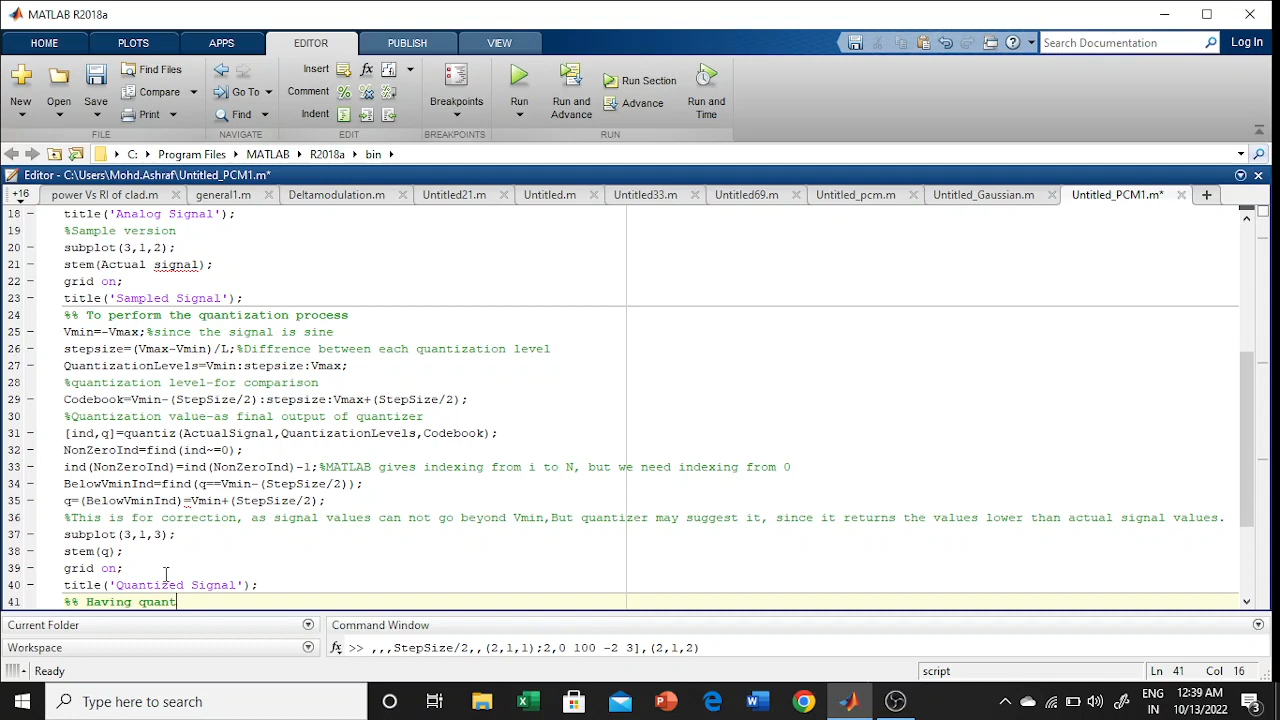 MATLAB R2018a
HOME PLOTS APPS EDITOR PUBLISH VIEW Search Documentation Log In
New Open Save Find Files Compare Print Go To Find Insert Comment Indent Breakpoints Run Run and Advance Run Section Advance Run and Time
FILE NAVIGATE EDIT BREAKPOINTS RUN
C: Program Files MATLAB R2018a bin
Editor - C:\Users\Mohd.Ashraf\Untitled_PCM1.m*
+16 power Vs RI of clad.m general1.m Deltamodulation.m Untitled21.m Untitled.m Untitled33.m Untitled69.m Untitled_pcm.m Untitled_Gaussian.m Untitled_PCM1.m*
18 – title('Analog Signal');
19 %Sample version
20 – subplot(3,1,2);
21 – stem(Actual signal);
22 – grid on;
23 – title('Sampled Signal');
24 %% To perform the quantization process
25 – Vmin=-Vmax;%since the signal is sine
26 – stepsize=(Vmax-Vmin)/L;%Diffrence between each quantization level
27 – QuantizationLevels=Vmin:stepsize:Vmax;
28 %quantization level-for comparison
29 – Codebook=Vmin-(StepSize/2):stepsize:Vmax+(StepSize/2);
30 %Quantization value-as final output of quantizer
31 – [ind,q]=quantiz(ActualSignal,QuantizationLevels,Codebook);
32 – NonZeroInd=find(ind~=0);
33 – ind(NonZeroInd)=ind(NonZeroInd)-1;%MATLAB gives indexing from i to N, but we need indexing from 0
34 – BelowVminInd=find(q==Vmin-(StepSize/2));
35 – q=(BelowVminInd)=Vmin+(StepSize/2);
36 %This is for correction, as signal values can not go beyond Vmin,But quantizer may suggest it, since it returns the values lower than actual signal values.
37 – subplot(3,1,3);
38 – stem(q);
39 – grid on;
40 – title('Quantized Signal');
41 %% Having quant
Current Folder Command Window
Workspace fx >> ,,,StepSize/2,,(2,1,1);2,0 100 -2 3],(2,1,2)
Ready script Ln 41 Col 16
Type here to search ENG IN 12:39 AM 10/13/2022 3